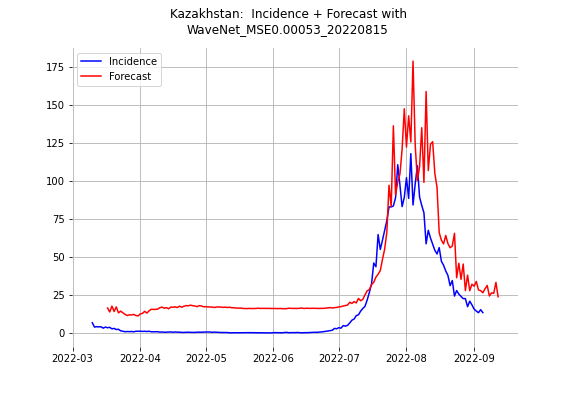 Kazakhstan:  Incidence + Forecast with
WaveNet_MSE0.00053_20220815
Incidence
Forecast
175
150
125
100
75
50
25
0
2022-03 2022-04 2022-05 2022-06 2022-07 2022-08 2022-09